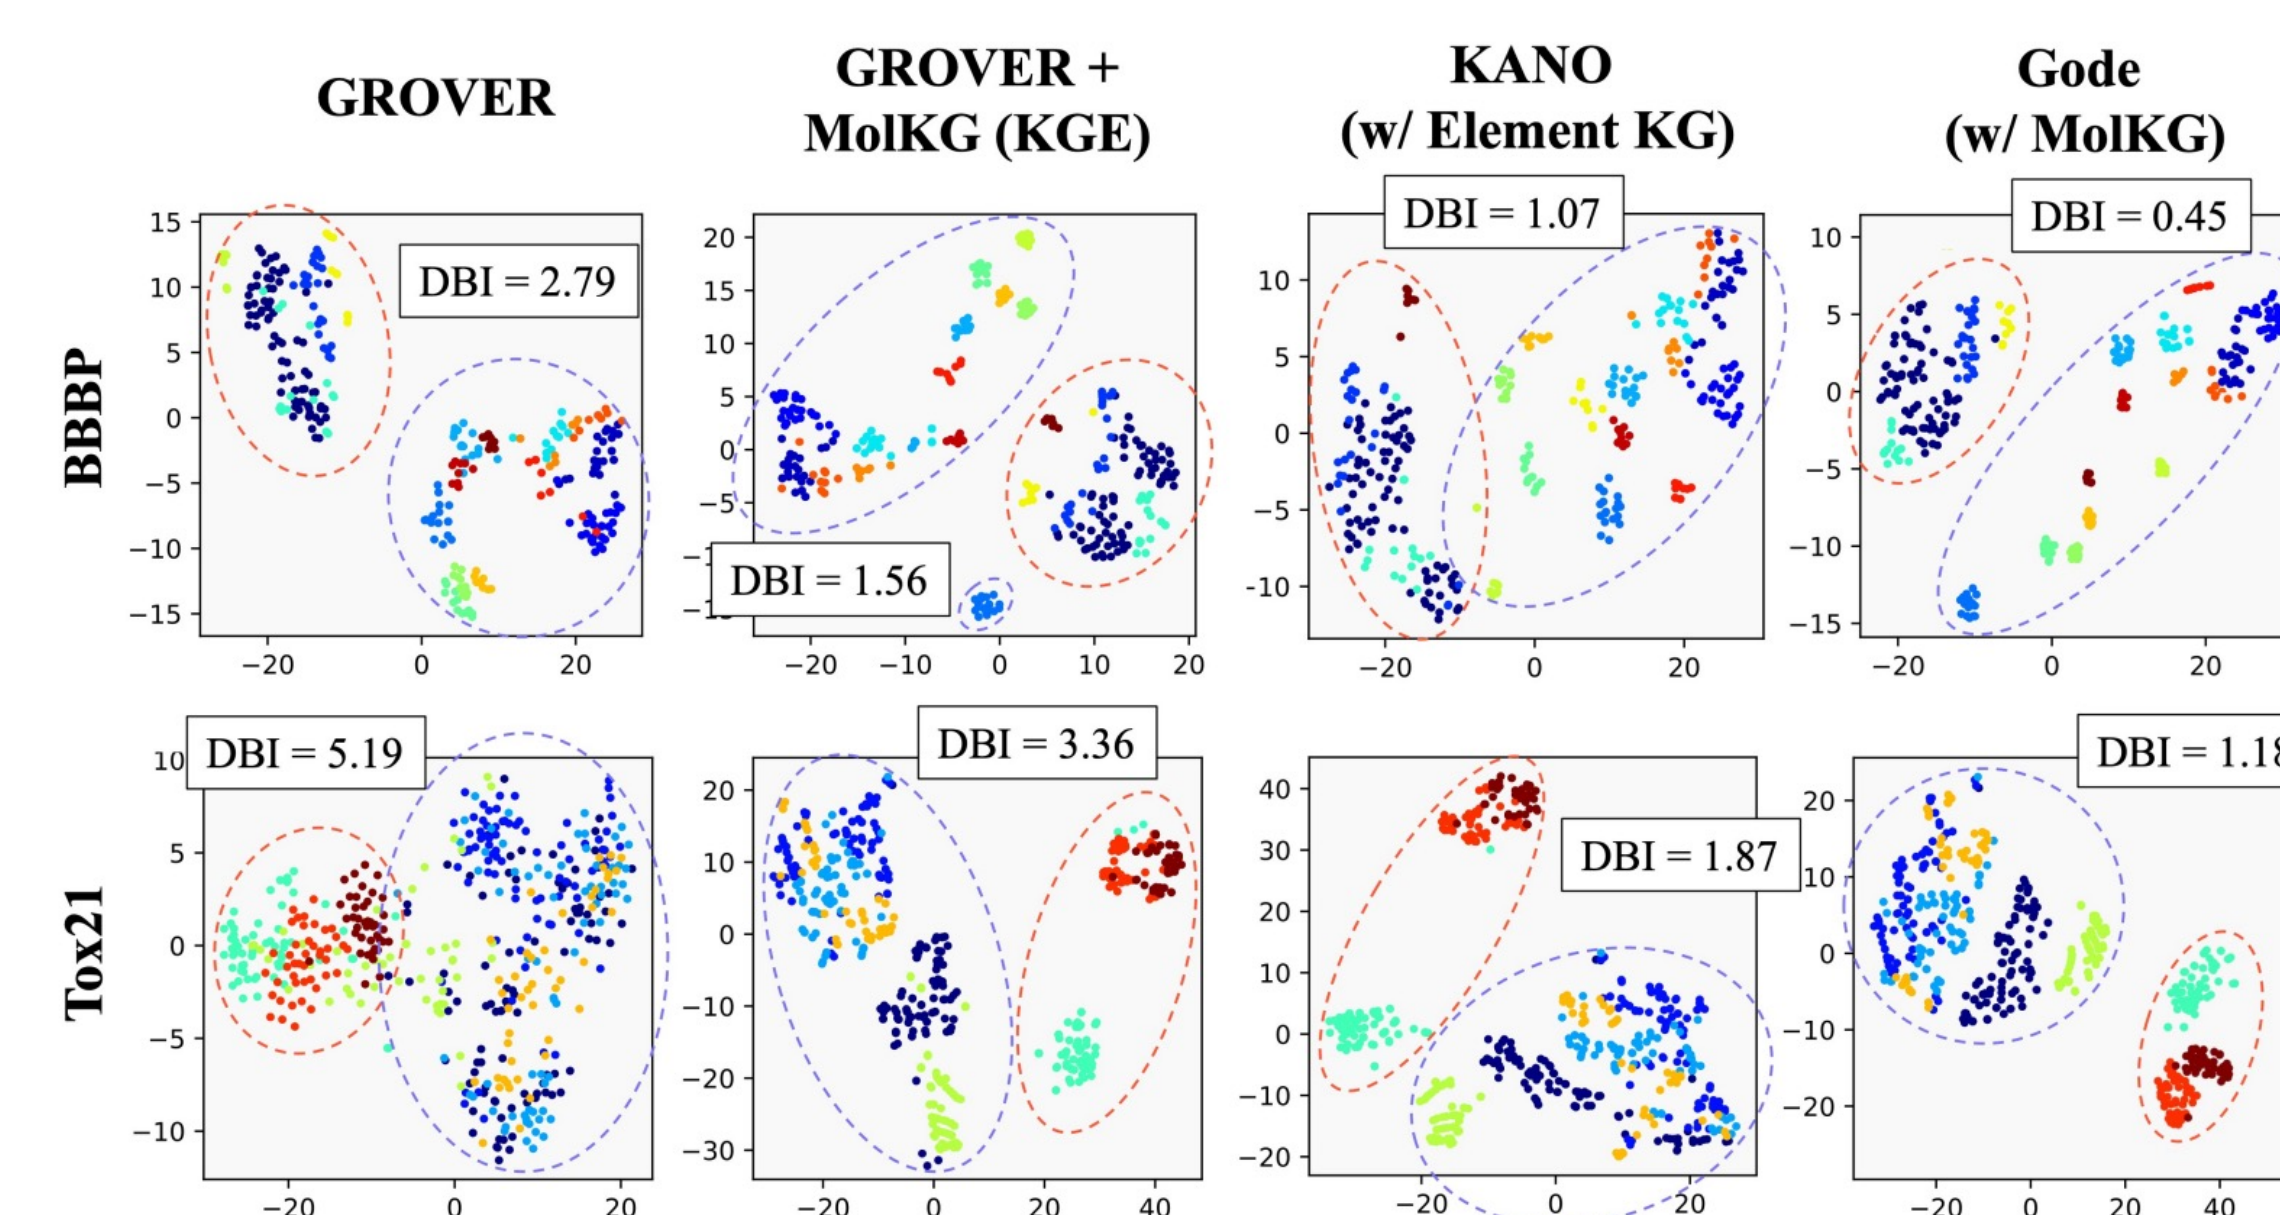 GROVER
GROVER +
MolKG (KGE)
KANO
(w/ Element KG)
Gode
(w/ MolKG)
BBBP
DBI = 2.79
15
10
5
0
−5
−10
−15
−20 0 20
DBI = 1.56
20
15
10
5
0
−5
−20 −10 0 10 20
DBI = 1.07
10
5
0
−5
-10
−20 0 20
DBI = 0.45
10
5
0
−5
−10
−15
−20 0 20
Tox21
DBI = 5.19
10
5
0
−5
−10
−20 0 20
DBI = 3.36
20
10
0
−10
−20
−30
−20 0 20 40
DBI = 1.87
40
30
20
10
0
−10
−20
−20 0 20
DBI = 1.18
20
10
0
−10
−20
−20 0 20 40